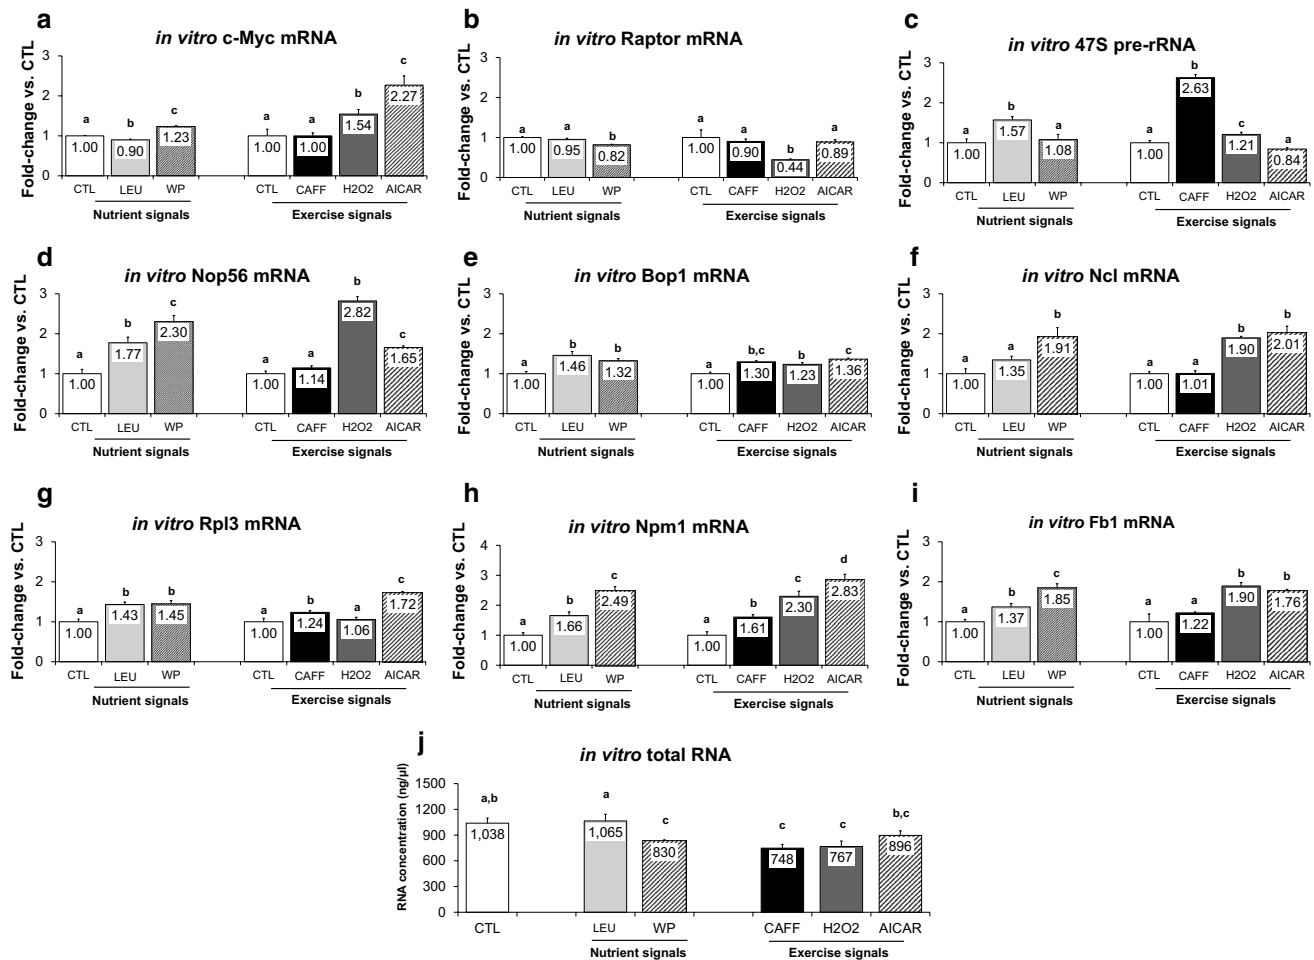 a
in vitro c-Myc mRNA
Fold-change vs. CTL
3
2
1
0
a b c a a b c
1.00 0.90 1.23 1.00 1.00 1.54 2.27
CTL LEU WP CTL CAFF H2O2 AICAR
Nutrient signals Exercise signals
b
in vitro Raptor mRNA
Fold-change vs. CTL
3
2
1
0
a a b a a b a
1.00 0.95 0.82 1.00 0.90 0.44 0.89
CTL LEU WP CTL CAFF H2O2 AICAR
Nutrient signals Exercise signals
c
in vitro 47S pre-rRNA
Fold-change vs. CTL
3
2
1
0
a b a a b c a
1.00 1.57 1.08 1.00 2.63 1.21 0.84
CTL LEU WP CTL CAFF H2O2 AICAR
Nutrient signals Exercise signals
d
in vitro Nop56 mRNA
Fold-change vs. CTL
3
2
1
0
a b c a a b c
1.00 1.77 2.30 1.00 1.14 2.82 1.65
CTL LEU WP CTL CAFF H2O2 AICAR
Nutrient signals Exercise signals
e
in vitro Bop1 mRNA
Fold-change vs. CTL
3
2
1
0
a b b a b,c b c
1.00 1.46 1.32 1.00 1.30 1.23 1.36
CTL LEU WP CTL CAFF H2O2 AICAR
Nutrient signals Exercise signals
f
in vitro Ncl mRNA
Fold-change vs. CTL
3
2
1
0
a a b a a b b
1.00 1.35 1.91 1.00 1.01 1.90 2.01
CTL LEU WP CTL CAFF H2O2 AICAR
Nutrient signals Exercise signals
g
in vitro Rpl3 mRNA
Fold-change vs. CTL
3
2
1
0
a b b a b a c
1.00 1.43 1.45 1.00 1.24 1.06 1.72
CTL LEU WP CTL CAFF H2O2 AICAR
Nutrient signals Exercise signals
h
in vitro Npm1 mRNA
Fold-change vs. CTL
4
3
2
1
0
a b c a b c d
1.00 1.66 2.49 1.00 1.61 2.30 2.83
CTL LEU WP CTL CAFF H2O2 AICAR
Nutrient signals Exercise signals
i
in vitro Fb1 mRNA
Fold-change vs. CTL
3
2
1
0
a b c a a b b
1.00 1.37 1.85 1.00 1.22 1.90 1.76
CTL LEU WP CTL CAFF H2O2 AICAR
Nutrient signals Exercise signals
j
in vitro total RNA
RNA concentration (ng/µl)
1500
1200
900
600
300
0
a,b a c c c b,c
1,038 1,065 830 748 767 896
CTL LEU WP CAFF H2O2 AICAR
Nutrient signals Exercise signals